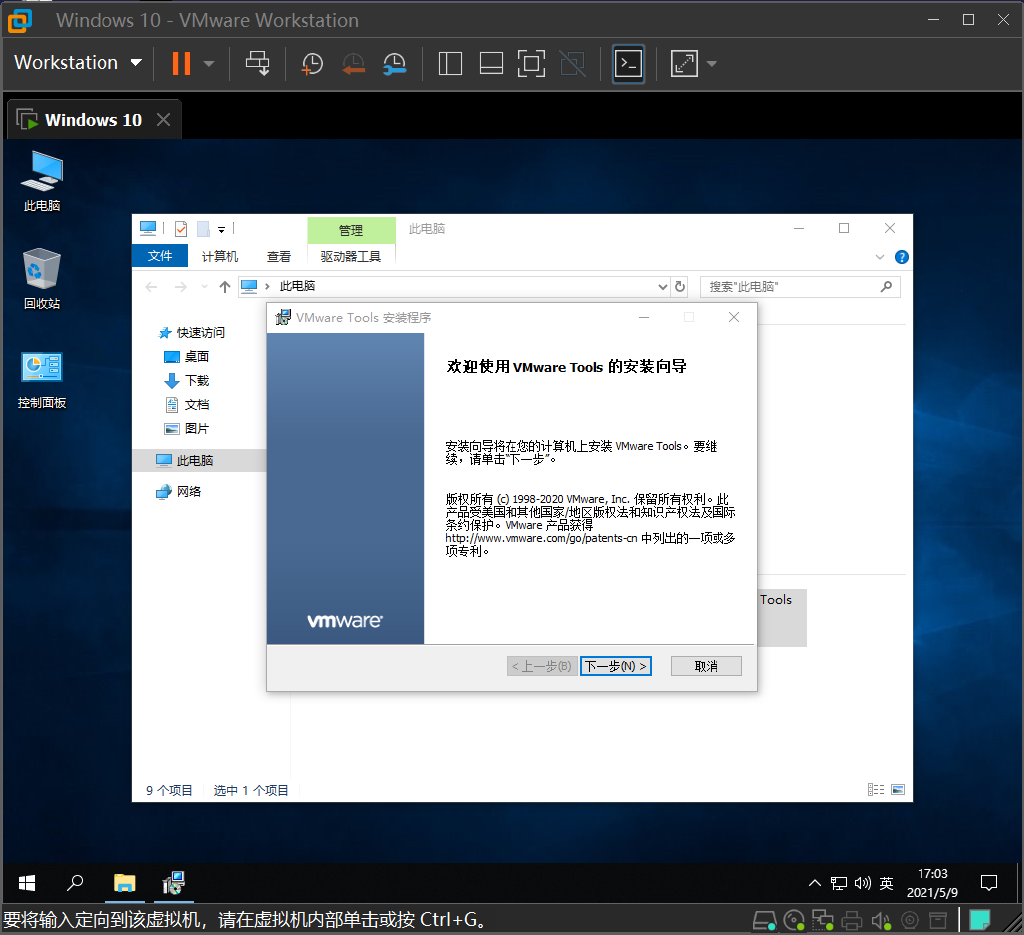 Windows 10 - VMware Workstation
Workstation
Windows 10
此电脑
回收站
控制面板
管理
此电脑
文件
计算机
查看
驱动器工具
此电脑
搜索"此电脑"
快速访问
桌面
下载
文档
图片
此电脑
网络
VMware Tools 安装程序
欢迎使用 VMware Tools 的安装向导
安装向导将在您的计算机上安装 VMware Tools。要继
续，请单击“下一步”。
版权所有 (c) 1998-2020 VMware, Inc. 保留所有权利。此
产品受美国和其他国家/地区版权法和知识产权法及国际
条约保护。VMware 产品获得
http://www.vmware.com/go/patents-cn 中列出的一项或多
项专利。
vmware
< 上一步(B)
下一步(N) >
取消
Tools
9 个项目
选中 1 个项目
英
17:03
2021/5/9
要将输入定向到该虚拟机，请在虚拟机内部单击或按 Ctrl+G。